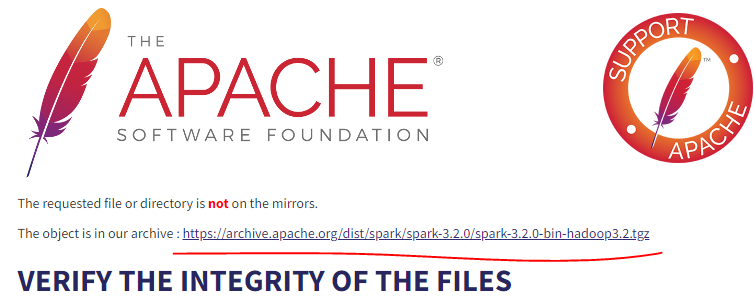 THE
APACHE®
SOFTWARE FOUNDATION
SUPPORT
APACHE
TM
The requested file or directory is not on the mirrors.
The object is in our archive : https://archive.apache.org/dist/spark/spark-3.2.0/spark-3.2.0-bin-hadoop3.2.tgz
VERIFY THE INTEGRITY OF THE FILES